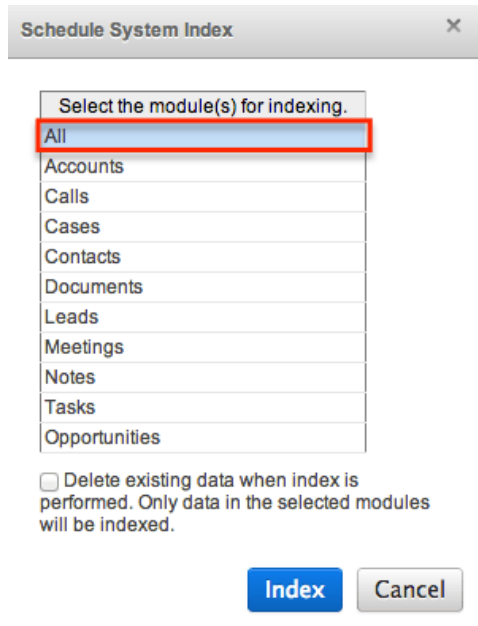 Schedule System Index ×
Select the module(s) for indexing.
All
Accounts
Calls
Cases
Contacts
Documents
Leads
Meetings
Notes
Tasks
Opportunities
Delete existing data when index is
performed. Only data in the selected modules
will be indexed.
Index Cancel